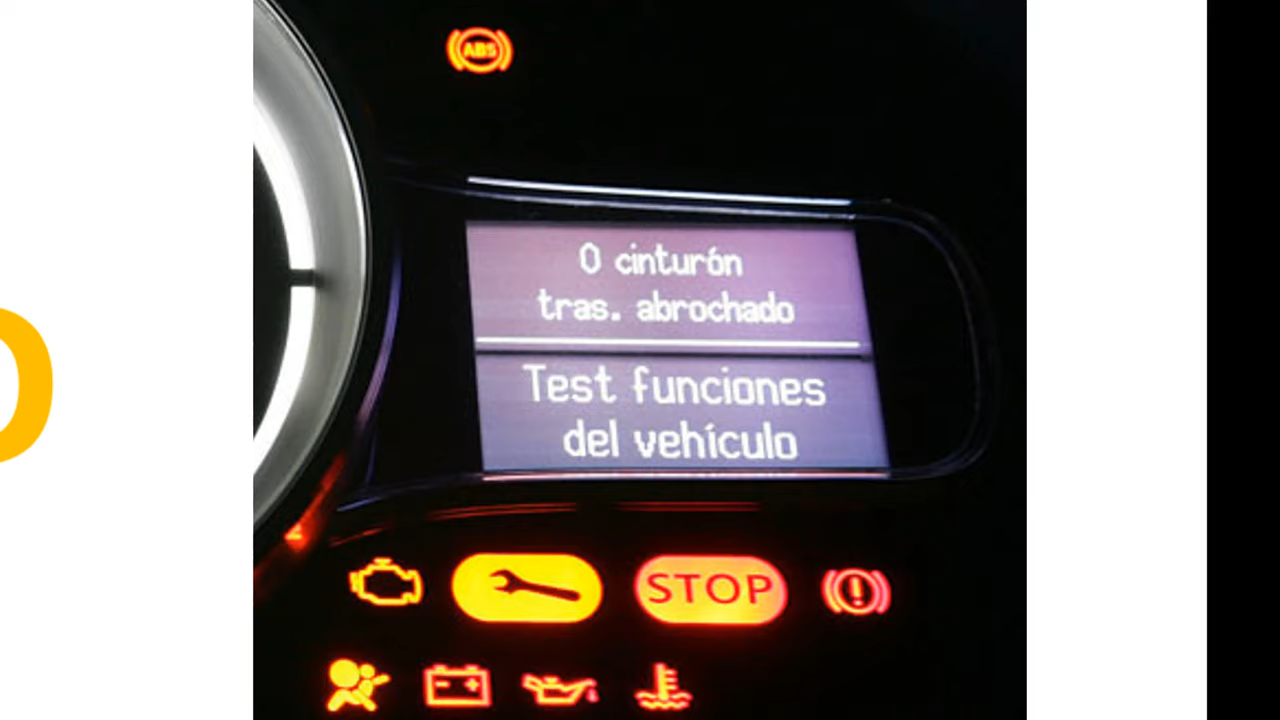 ABS
0 cinturón
tras. abrochado
Test funciones
del vehículo
STOP